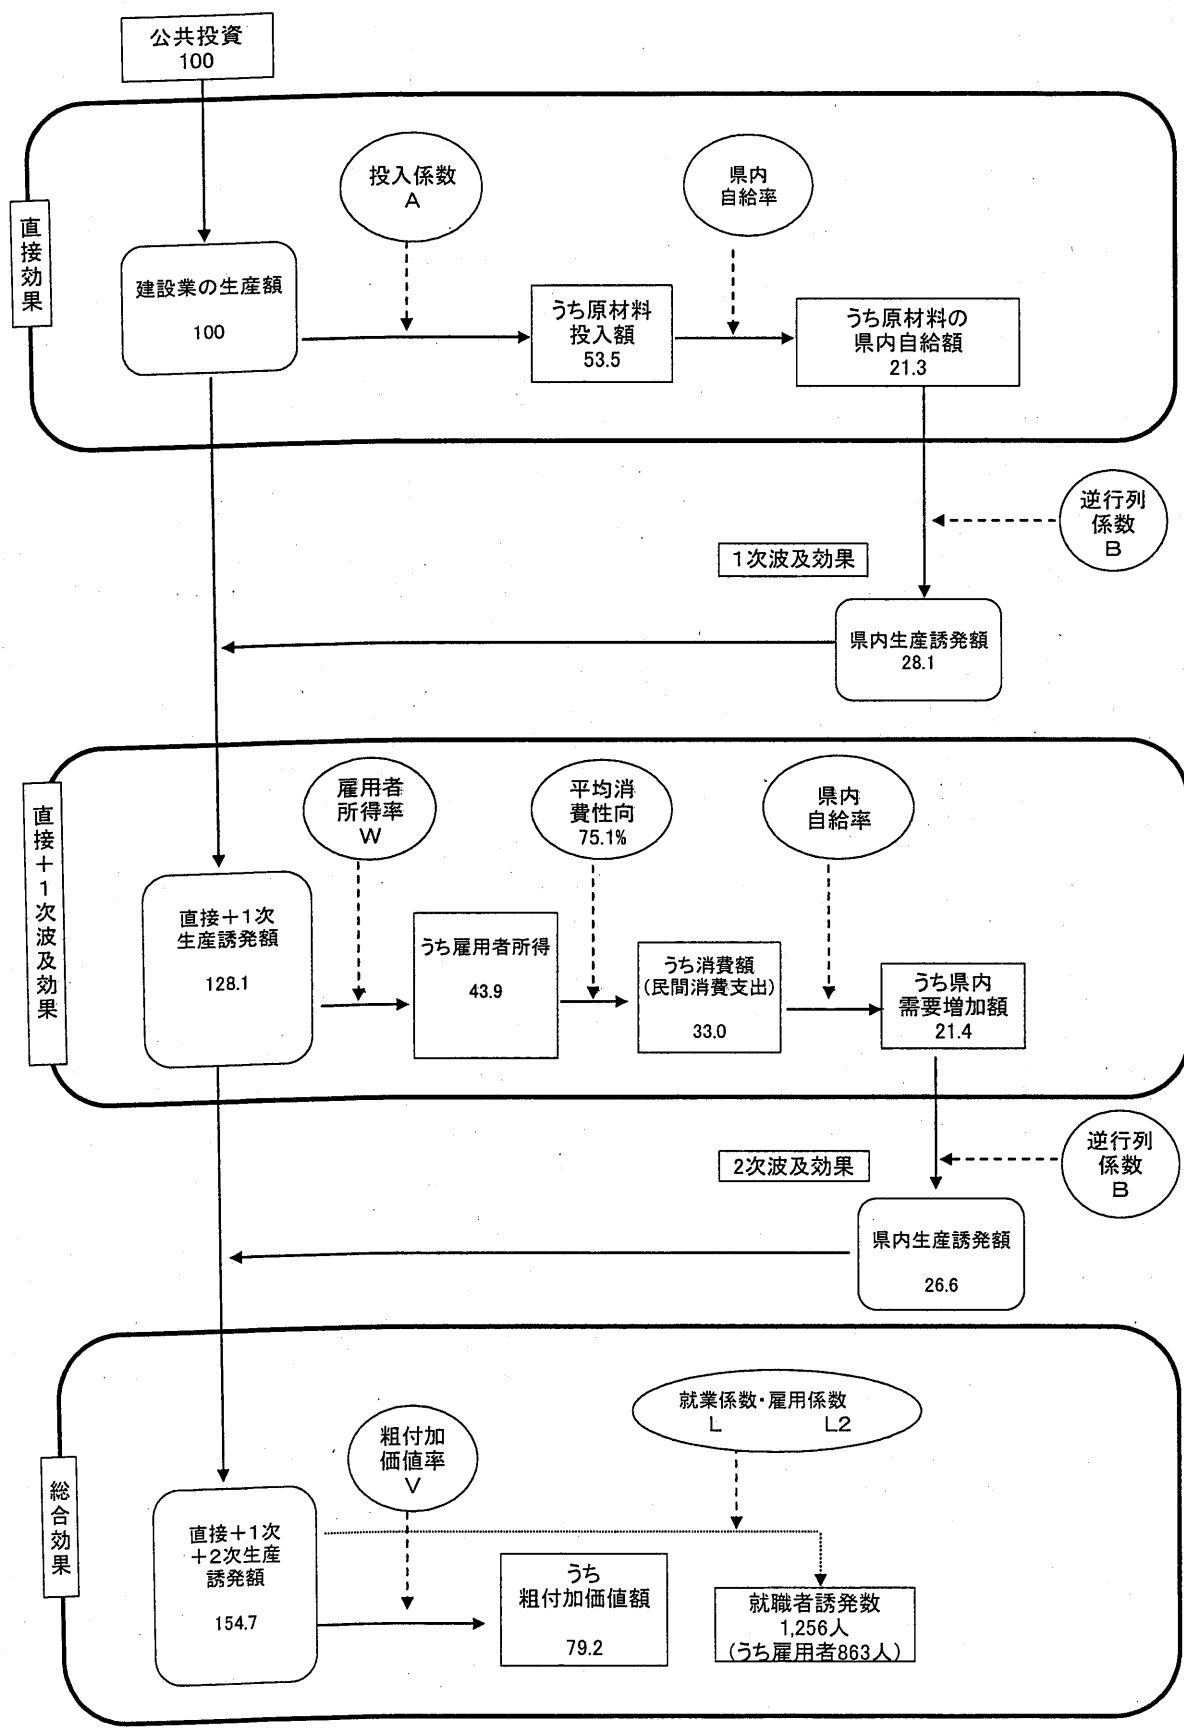 公共投資
100
直接効果
投入係数
A
県内
自給率
建設業の生産額
100
うち原材料
投入額
53.5
うち原材料の
県内自給額
21.3
逆行列
係数
B
1次波及効果
県内生産誘発額
28.1
直接+1次波及効果
雇用者
所得率
W
平均消
費性向
75.1%
県内
自給率
直接+1次
生産誘発額
128.1
うち雇用者所得
43.9
うち消費額
(民間消費支出)
33.0
うち県内
需要増加額
21.4
逆行列
係数
B
2次波及効果
県内生産誘発額
26.6
総合効果
粗付加
価値率
V
就業係数・雇用係数
L L2
直接+1次
+2次生産
誘発額
154.7
うち
粗付加価値額
79.2
就職者誘発数
1,256人
(うち雇用者863人)